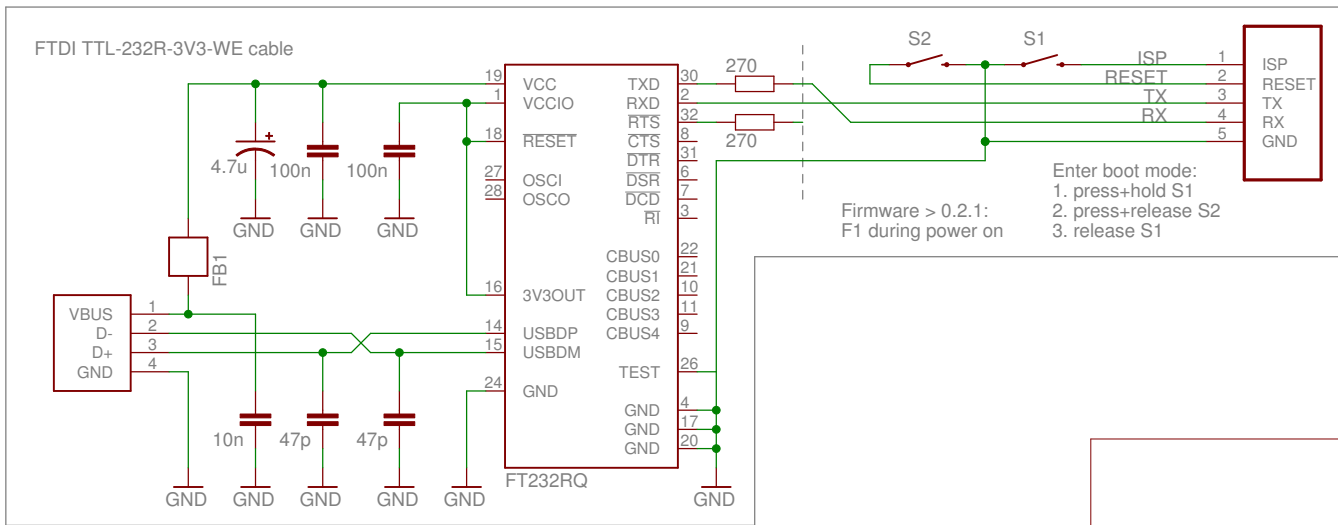 FTDI TTL-232R-3V3-WE cable
S2
S1
ISP
RESET
TX
RX
1
2
3
4
5
ISP
RESET
TX
RX
GND
270
270
19
1
18
27
28
16
14
15
24
VCC
VCCIO
RESET
OSCI
OSCO
3V3OUT
USBDP
USBDM
GND
TXD
RXD
RTS
CTS
DTR
DSR
DCD
RI
CBUS0
CBUS1
CBUS2
CBUS3
CBUS4
TEST
GND
GND
GND
30
2
32
8
31
6
7
3
22
21
10
11
9
26
4
17
20
FT232RQ
4.7u
100n
100n
GND
GND
GND
FB1
VBUS
D-
D+
GND
1
2
3
4
10n
47p
47p
GND
GND
GND
GND
GND
GND
Firmware > 0.2.1:
F1 during power on
Enter boot mode:
1. press+hold S1
2. press+release S2
3. release S1